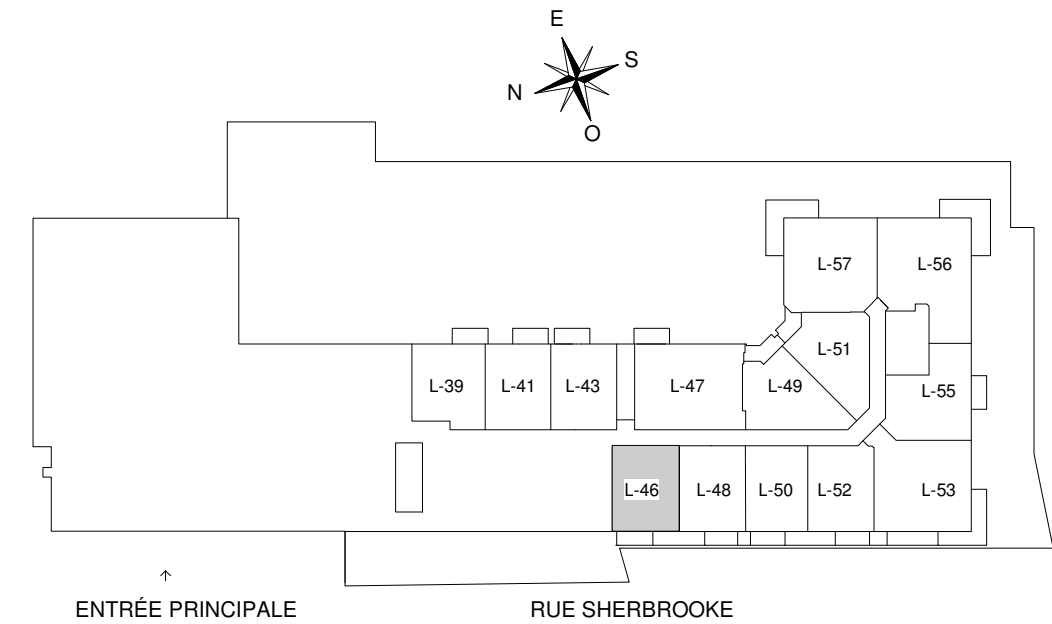 E
S
N
O
L-57
L-56
L-51
L-39
L-41
L-43
L-47
L-49
L-55
L-46
L-48
L-50
L-52
L-53
ENTRÉE PRINCIPALE
RUE SHERBROOKE